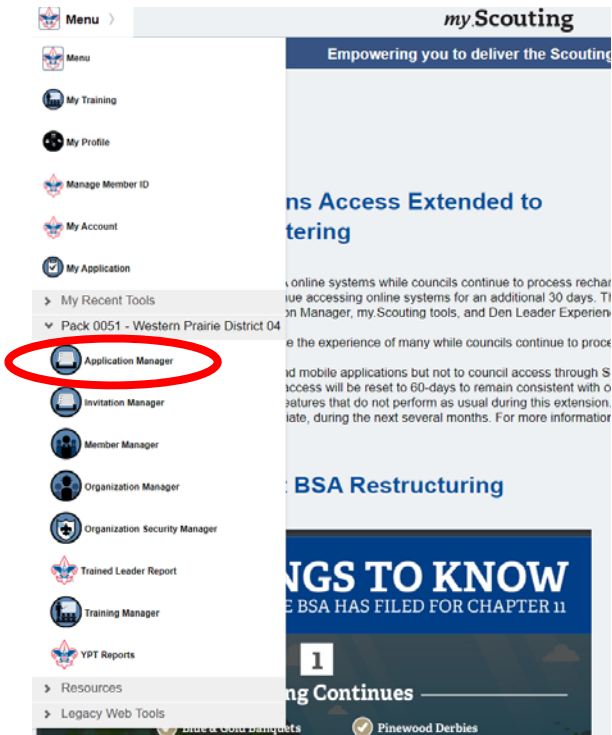 Menu
my.Scouting
Menu
Empowering you to deliver the Scouting
My Training
My Profile
Manage Member ID
ns Access Extended to
My Account
tering
My Application
online systems while councils continue to process rechar
My Recent Tools
ue accessing online systems for an additional 30 days. Th
n Manager, my.Scouting tools, and Den Leader Experien
Pack 0051 - Western Prairie District 04
e the experience of many while councils continue to proce
Application Manager
d mobile applications but not to council access through S
access will be reset to 60-days to remain consistent with c
Invitation Manager
eatures that do not perform as usual during this extension.
iate, during the next several months. For more information
Member Manager
Organization Manager
BSA Restructuring
Organization Security Manager
Trained Leader Report
NGS TO KNOW
E BSA HAS FILED FOR CHAPTER 11
Training Manager
YPT Reports
1
Resources
ng Continues
Legacy Web Tools
Blue & Gold Banquets
Pinewood Derbies